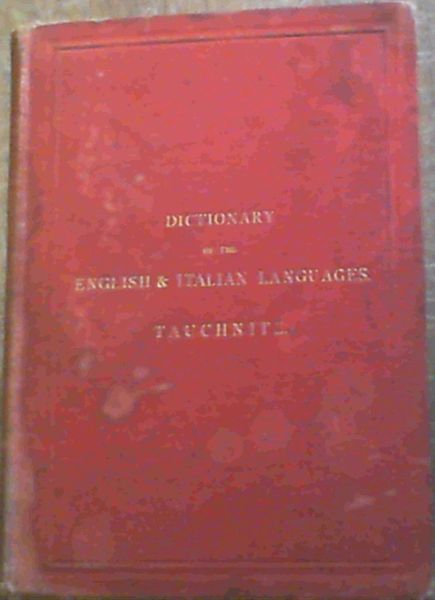 DICTIONARY
OF THE
ENGLISH & ITALIAN LANGUAGES.
TAUCHNITZ.